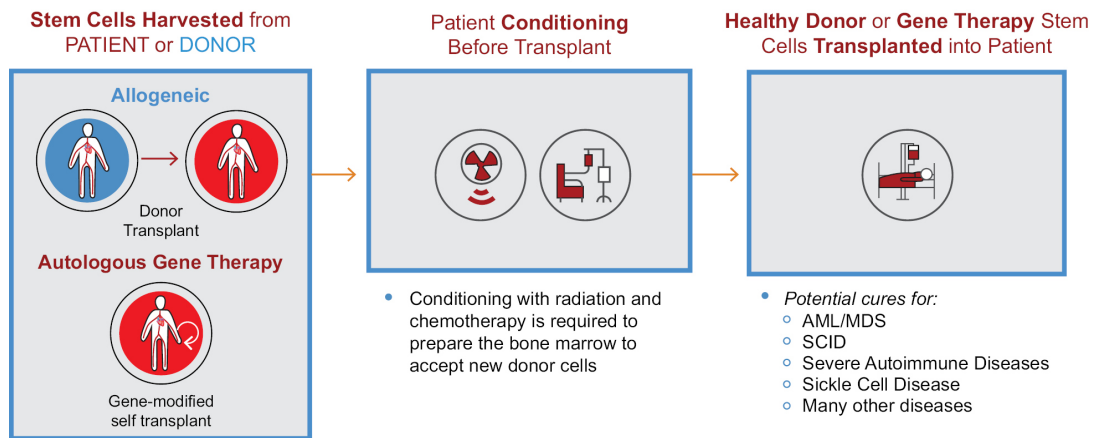 Stem Cells Harvested from
PATIENT or DONOR
Allogeneic
Donor
Transplant
Autologous Gene Therapy
Gene-modified
self transplant
Patient Conditioning
Before Transplant
• Conditioning with radiation and
chemotherapy is required to
prepare the bone marrow to
accept new donor cells
Healthy Donor or Gene Therapy Stem
Cells Transplanted into Patient
• Potential cures for:
AML/MDS
SCID
Severe Autoimmune Diseases
Sickle Cell Disease
Many other diseases